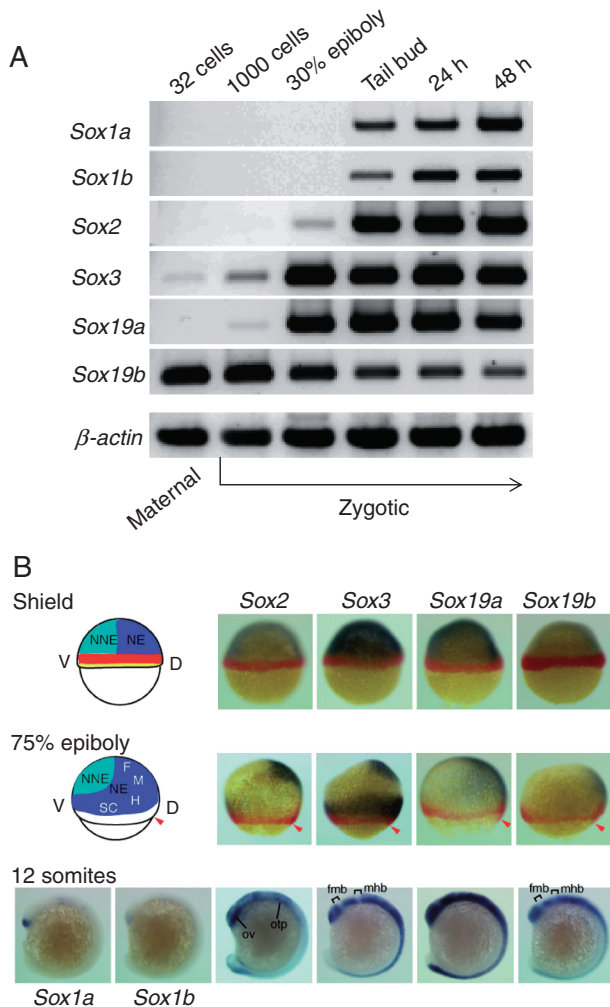 A
32 cells 1000 cells 30% epiboly Tail bud 24 h 48 h
Sox1a
Sox1b
Sox2
Sox3
Sox19a
Sox19b
β-actin
Maternal
Zygotic
B
Shield
Sox2 Sox3 Sox19a Sox19b
NNE NE
V D
75% epiboly
F
NNE M
NE
H
SC
V D
12 somites
fmb mhb fmb mhb
ov otp
Sox1a Sox1b